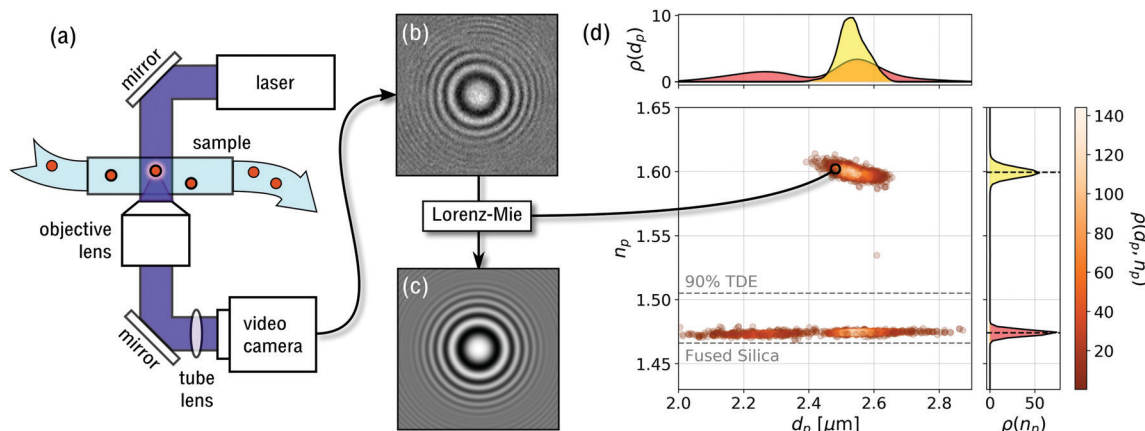 (a)
mirror
laser
sample
objective
lens
mirror
tube
lens
video
camera
(b)
Lorenz-Mie
(c)
(d)
ρ(d_p)
10
0
n_p
1.65
1.60
1.55
1.50
1.45
90% TDE
Fused Silica
2.0 2.2 2.4 2.6 2.8
d_p [μm]
0 50
ρ(n_p)
140
120
100
80
60
40
20
ρ(d_p, n_p)